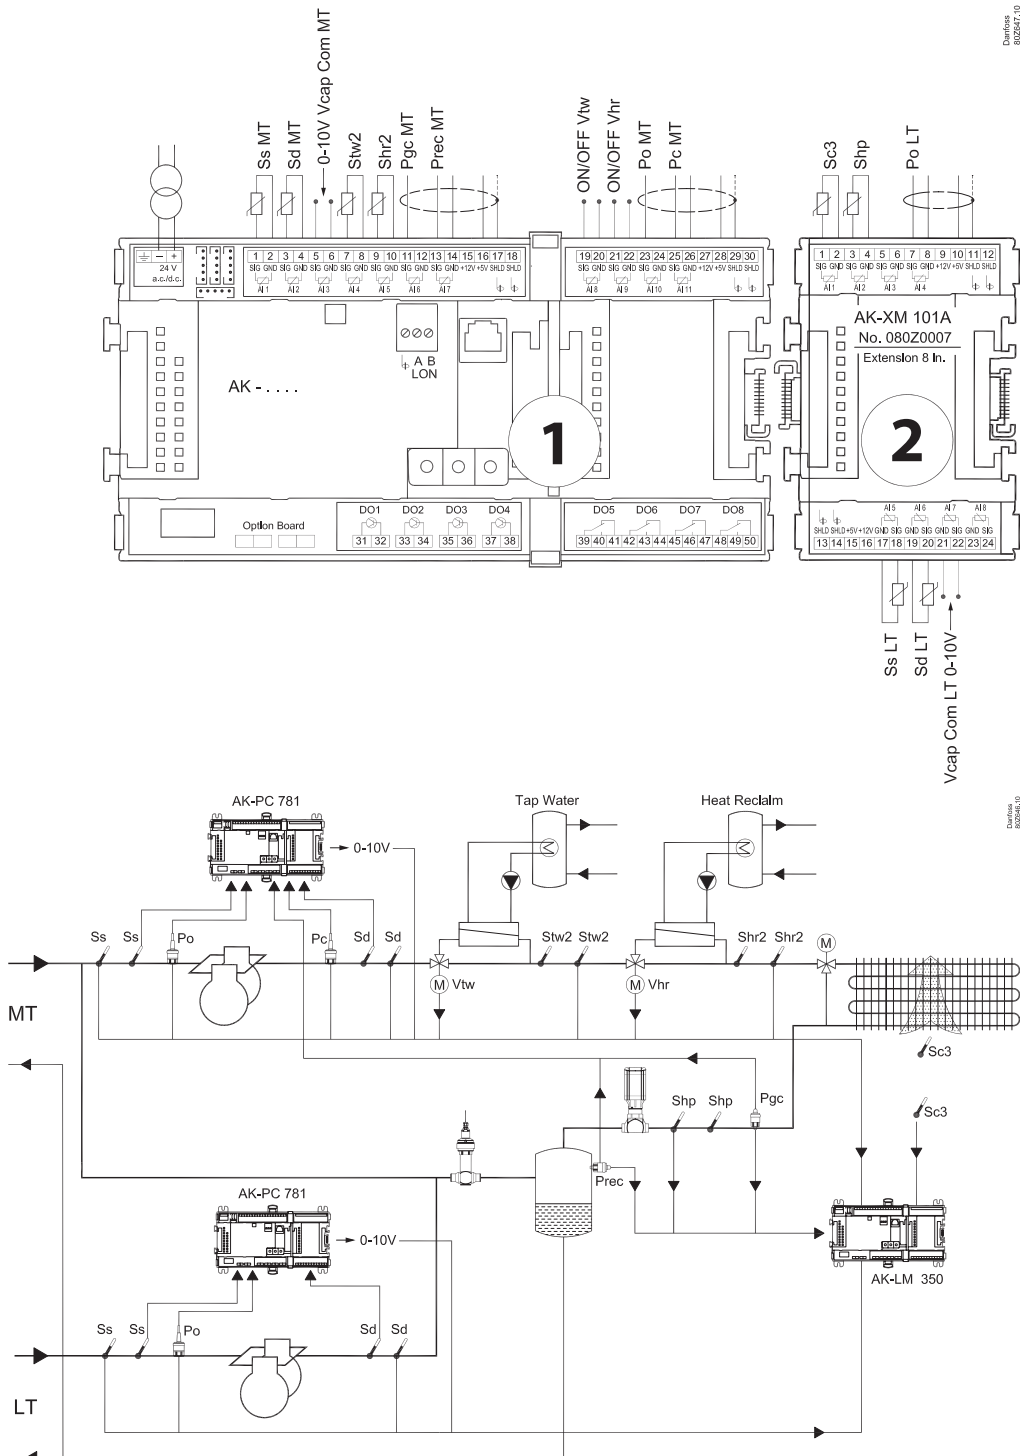 Danfoss
80Z647.10
Ss MT
Sd MT
0-10V Vcap Com MT
Stw2
Shr2
Pgc MT
Prec MT
ON/OFF Vtw
ON/OFF Vhr
Po MT
Pc MT
Sc3
Shp
Po LT
24 V
a.c./d.c.
1 2 3 4 5 6 7 8 9 10 11 12 13 14 15 16 17 18
SIG GND SIG GND SIG GND SIG GND SIG GND SIG GND SIG GND +12V +5V SHLD SHLD
AI 1 AI 2 AI 3 AI 4 AI 5 AI 6 AI 7
19 20 21 22 23 24 25 26 27 28 29 30
SIG GND SIG GND SIG GND SIG GND +12V +5V SHLD SHLD
AI 8 AI 9 AI 10 AI 11
1 2 3 4 5 6 7 8 9 10 11 12
SIG GND SIG GND SIG GND SIG GND +12V +5V SHLD SHLD
AI 1 AI 2 AI 3 AI 4
AK-XM 101A
No. 080Z0007
Extension 8 In.
A B
LON
AK - . . . .
1
2
Option Board
DO1 DO2 DO3 DO4
31 32 33 34 35 36 37 38
DO5 DO6 DO7 DO8
39 40 41 42 43 44 45 46 47 48 49 50
AI 5 AI 6 AI 7 AI 8
SHLD SHLD +5V +12V GND SIG GND SIG GND SIG GND SIG
13 14 15 16 17 18 19 20 21 22 23 24
Ss LT
Sd LT
Vcap Com LT 0-10V
Danfoss
80Z646.10
AK-PC 781
Tap Water
Heat Reclaim
0-10V
M
M
Ss
Ss
Po
Pc
Sd
Sd
Stw2
Stw2
Shr2
Shr2
M
M
Vtw
M
Vhr
MT
Sc3
Shp
Shp
Pgc
Sc3
Prec
AK-PC 781
0-10V
AK-LM 350
Ss
Ss
Po
Sd
Sd
LT